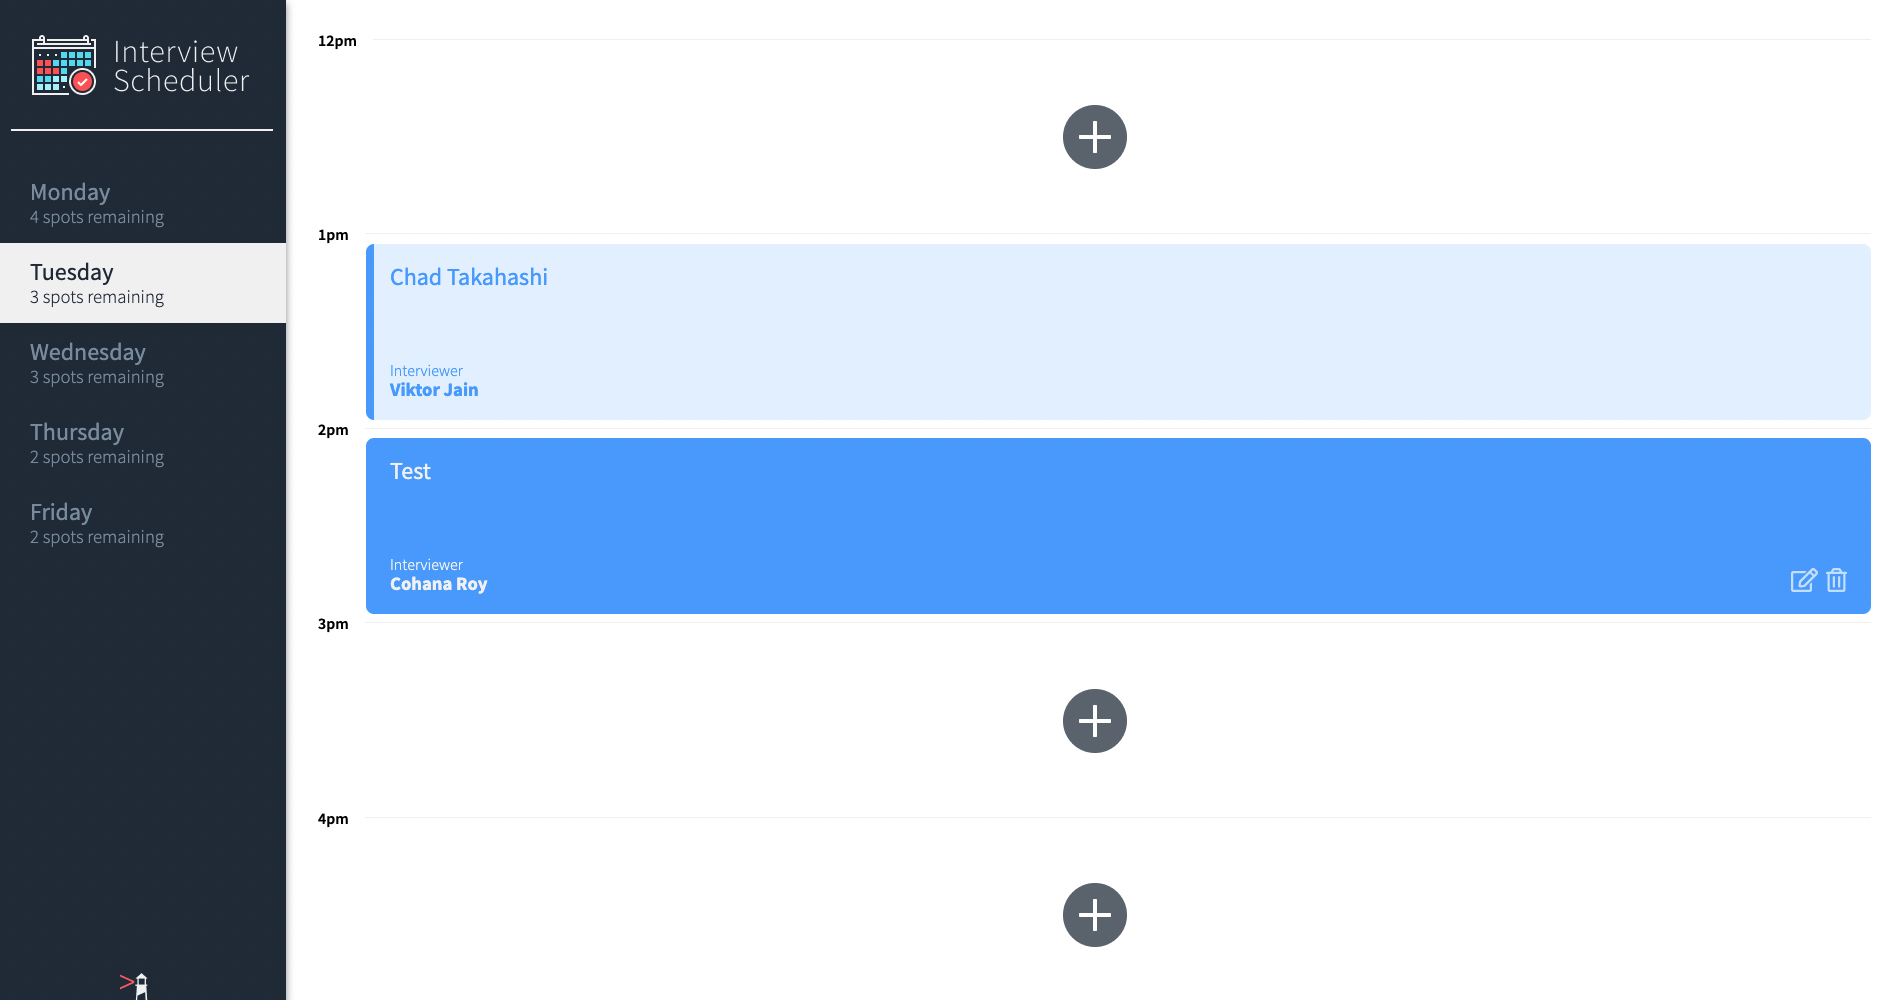 Interview
Scheduler
Monday
4 spots remaining
Tuesday
3 spots remaining
Wednesday
3 spots remaining
Thursday
2 spots remaining
Friday
2 spots remaining
12pm
1pm
Chad Takahashi
Interviewer
Viktor Jain
2pm
Test
Interviewer
Cohana Roy
3pm
4pm